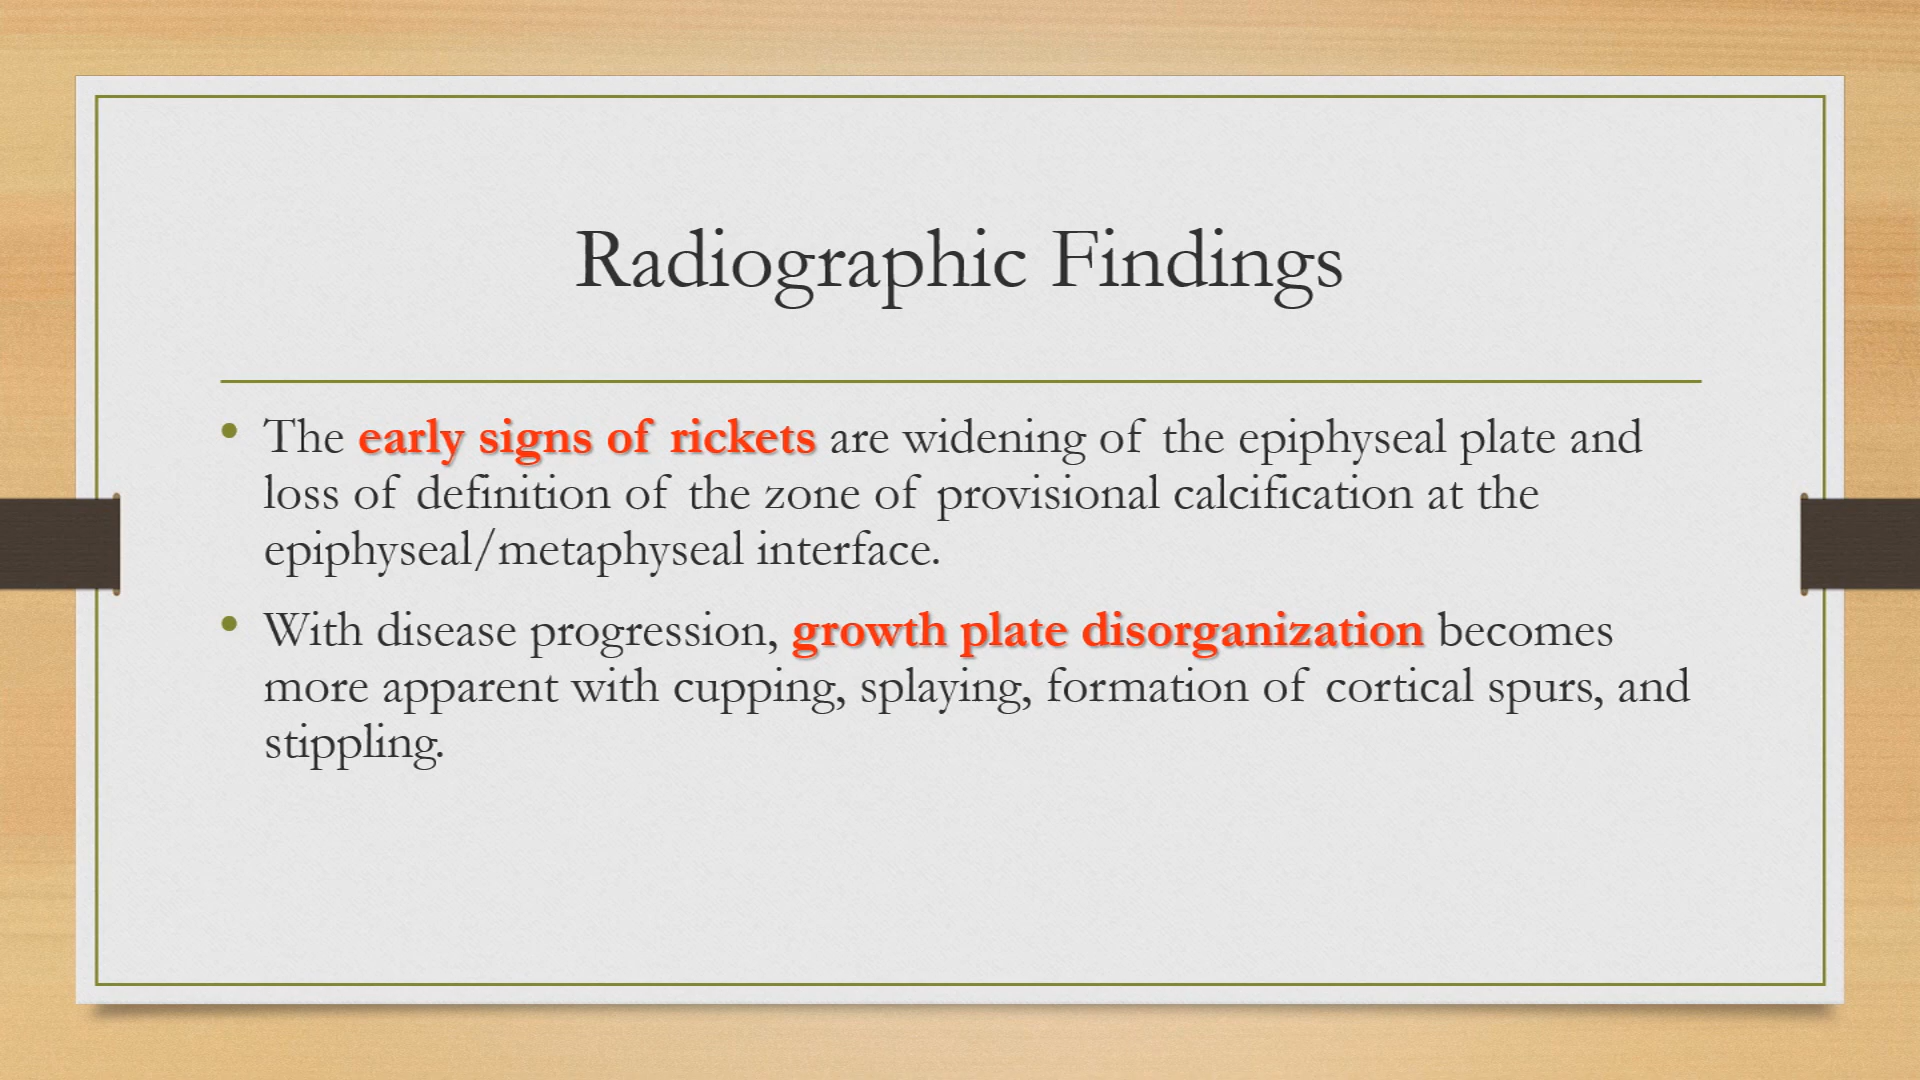 Radiographic Findings
• The early signs of rickets are widening of the epiphyseal plate and
loss of definition of the zone of provisional calcification at the
epiphyseal/metaphyseal interface.
• With disease progression, growth plate disorganization becomes
more apparent with cupping, splaying, formation of cortical spurs, and
stippling.